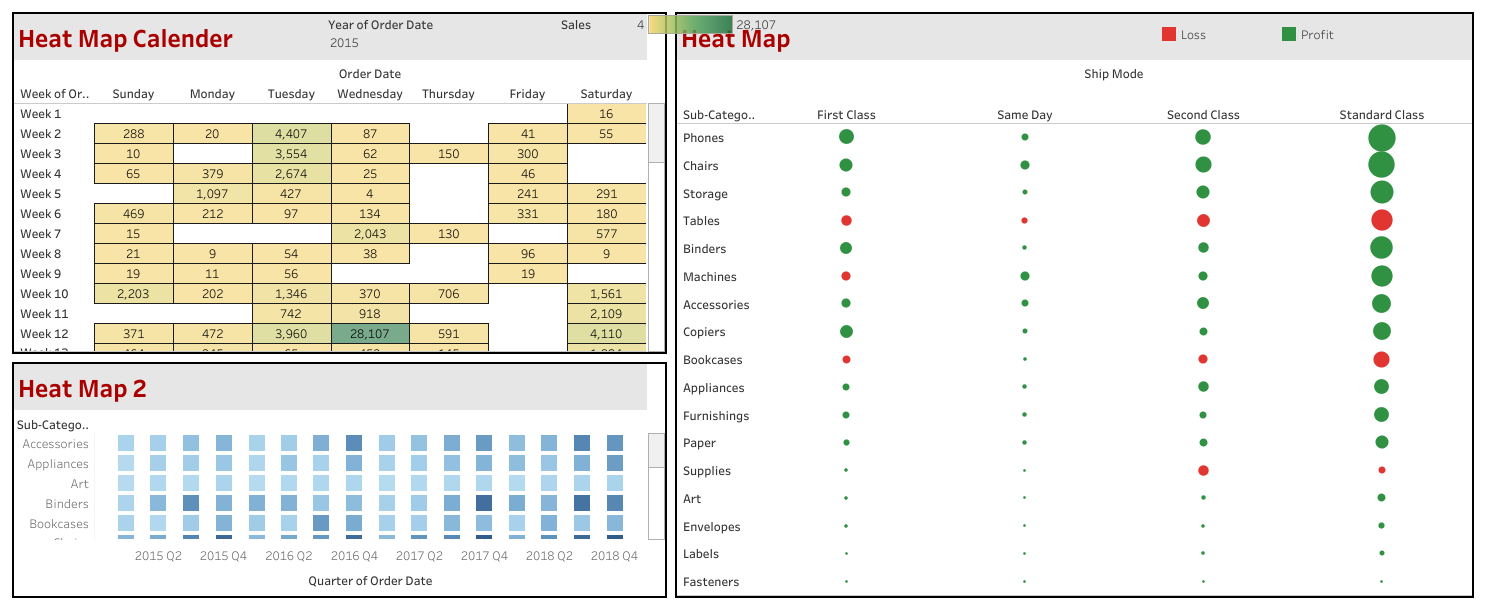 Heat Map Calender
Year of Order Date
2015
Sales
4
28,107
Order Date
Week of Or.. Sunday Monday Tuesday Wednesday Thursday Friday Saturday
Week 1 16
Week 2 288 20 4,407 87 41 55
Week 3 10 3,554 62 150 300
Week 4 65 379 2,674 25 46
Week 5 1,097 427 4 241 291
Week 6 469 212 97 134 331 180
Week 7 15 2,043 130 577
Week 8 21 9 54 38 96 9
Week 9 19 11 56 19
Week 10 2,203 202 1,346 370 706 1,561
Week 11 742 918 2,109
Week 12 371 472 3,960 28,107 591 4,110
Heat Map 2
Sub-Catego..
Accessories
Appliances
Art
Binders
Bookcases
2015 Q2 2015 Q4 2016 Q2 2016 Q4 2017 Q2 2017 Q4 2018 Q2 2018 Q4
Quarter of Order Date
Heat Map
Loss
Profit
Ship Mode
Sub-Catego.. First Class Same Day Second Class Standard Class
Phones
Chairs
Storage
Tables
Binders
Machines
Accessories
Copiers
Bookcases
Appliances
Furnishings
Paper
Supplies
Art
Envelopes
Labels
Fasteners